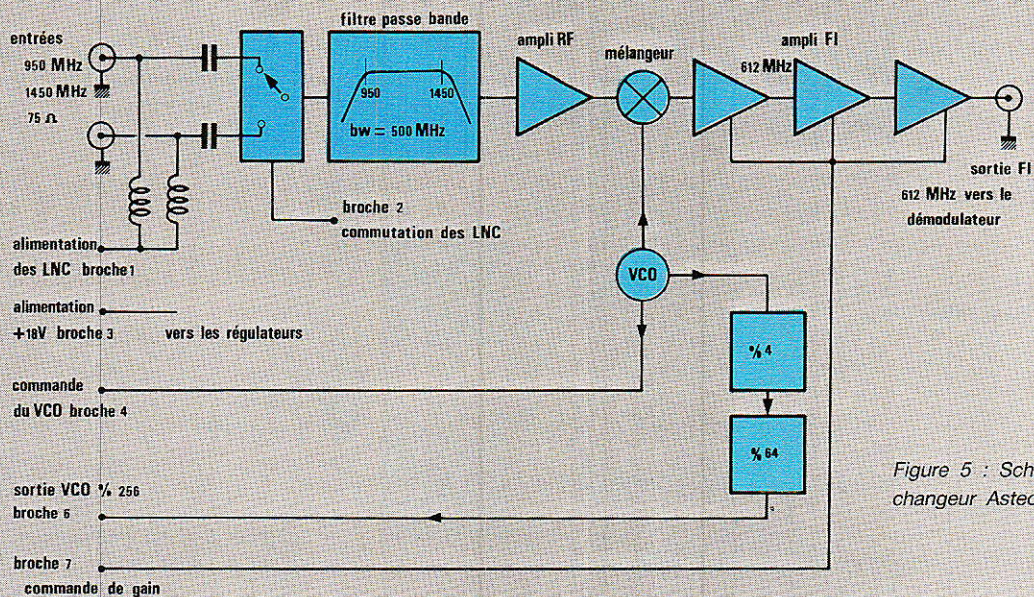 filtre passe bande
entrées
950 MHz
1450 MHz
75 Ω
950
1450
bw = 500 MHz
ampli RF
mélangeur
ampli FI
612 MHz
sortie FI
612 MHz vers le
démodulateur
broche 2
commutation des LNC
alimentation
des LNC broche 1
VCO
alimentation
+18V broche 3
vers les régulateurs
% 4
commande
du VCO broche 4
% 64
sortie VCO % 256
broche 6
broche 7
commande de gain
Figure 5 : Sch
changeur Astec